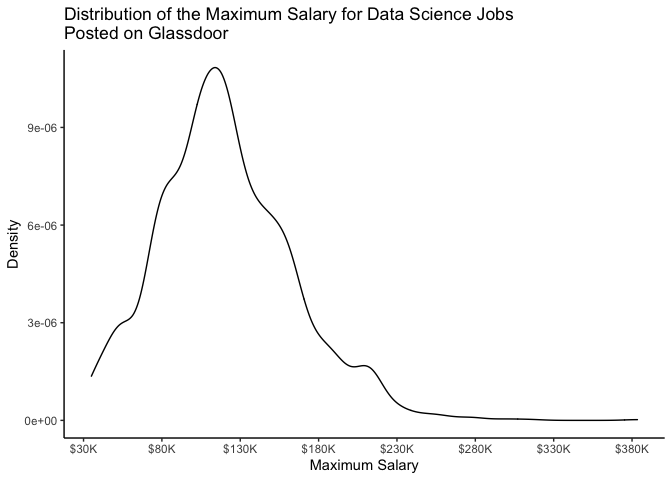 Distribution of the Maximum Salary for Data Science Jobs
Posted on Glassdoor
Density
9e-06
6e-06
3e-06
0e+00
$30K $80K $130K $180K $230K $280K $330K $380K
Maximum Salary